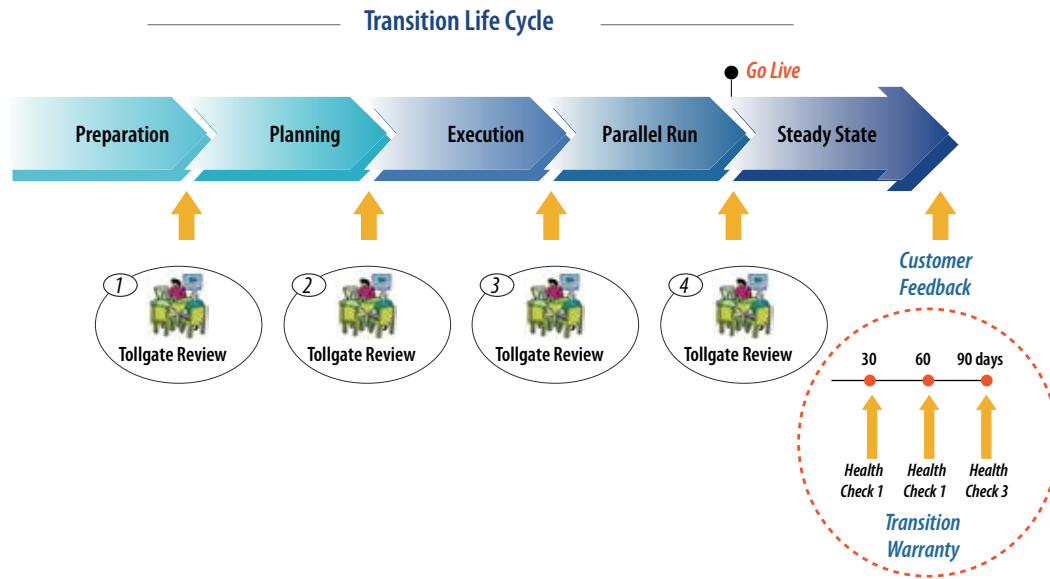 Transition Life Cycle
Go Live
Preparation
Planning
Execution
Parallel Run
Steady State
1
Tollgate Review
2
Tollgate Review
3
Tollgate Review
4
Tollgate Review
Customer
Feedback
30 60 90 days
Health Health Health
Check 1 Check 1 Check 3
Transition
Warranty